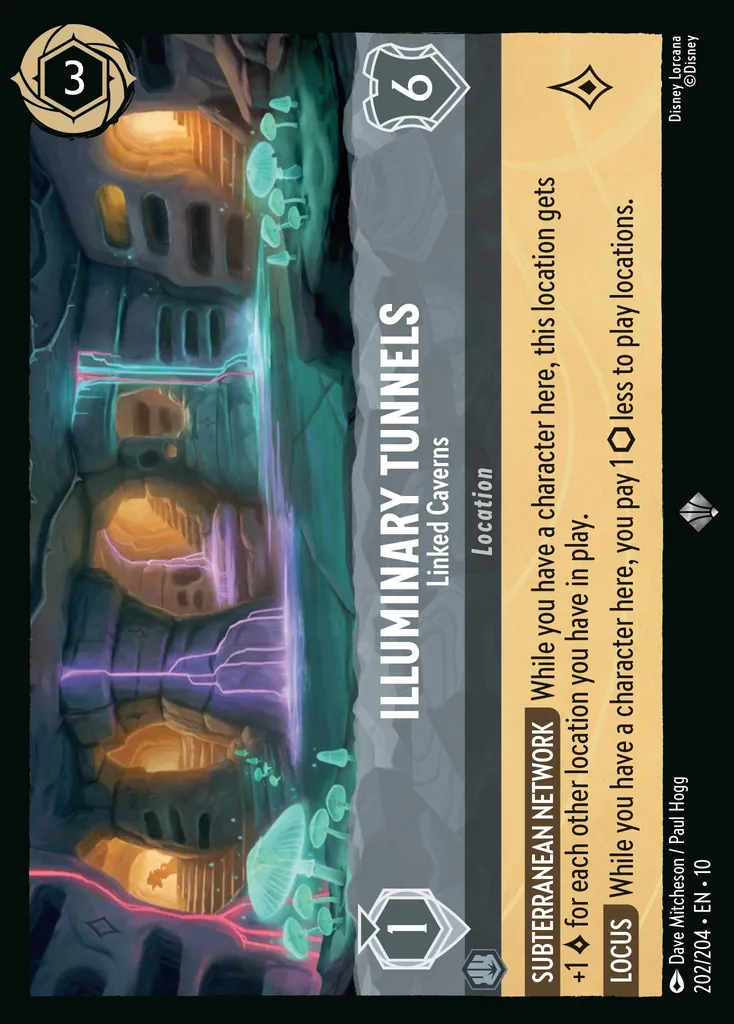 3
1
ILLUMINARY TUNNELS
Linked Caverns
6
Location
SUBTERRANEAN NETWORK While you have a character here, this location gets
+1 for each other location you have in play.
LOCUS While you have a character here, you pay 1 less to play locations.
Dave Mitcheson / Paul Hogg
202/204 • EN • 10
Disney Lorcana
©Disney